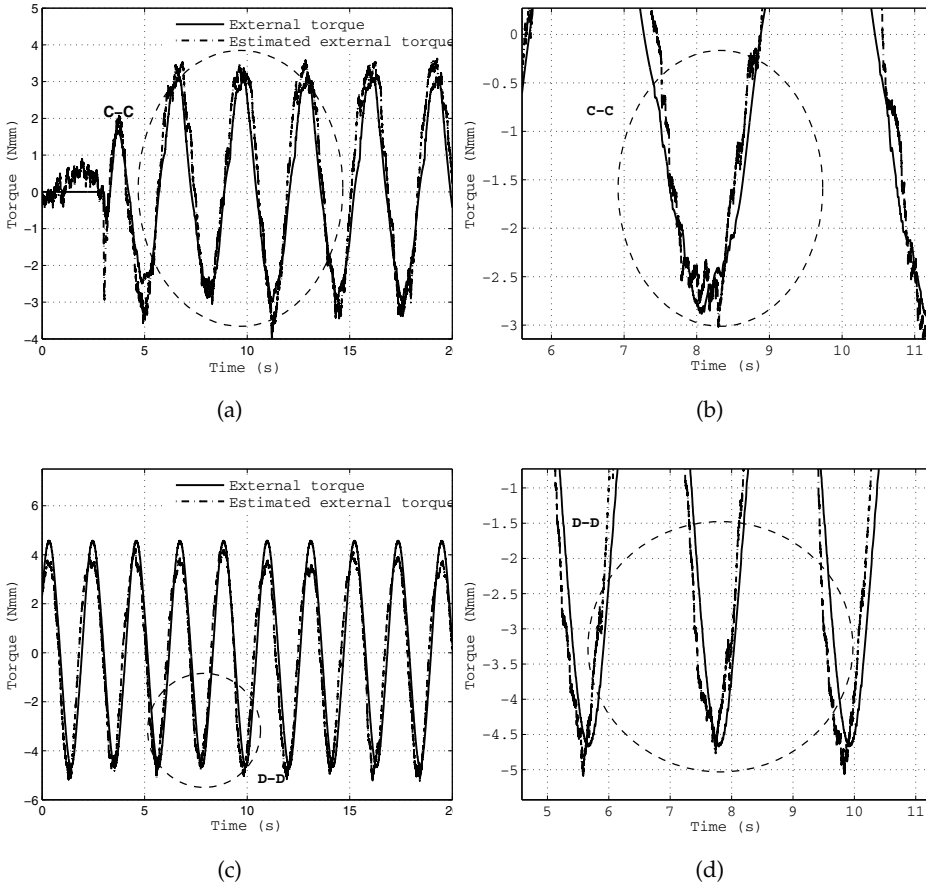 5
4
3
2
1
0
−1
−2
−3
−4
Torque (Nmm)
External torque
Estimated external torque
C-C
0 5 10 15 20
Time (s)
(a)
0
−0.5
−1
−1.5
−2
−2.5
−3
Torque (Nmm)
C-C
6 7 8 9 10 11
Time (s)
(b)
6
4
2
0
−2
−4
−6
Torque (Nmm)
External torque
Estimated external torque
D-D
0 5 10 15 20
Time (s)
(c)
−1
−1.5
−2
−2.5
−3
−3.5
−4
−4.5
−5
Torque (Nmm)
D-D
5 6 7 8 9 10 11
Time (s)
(d)